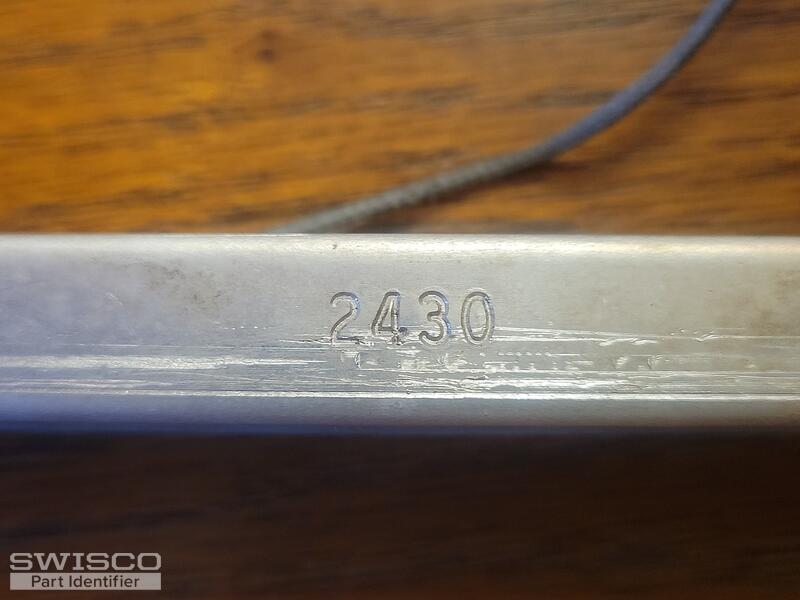 2430
SWISCO
Part Identifier